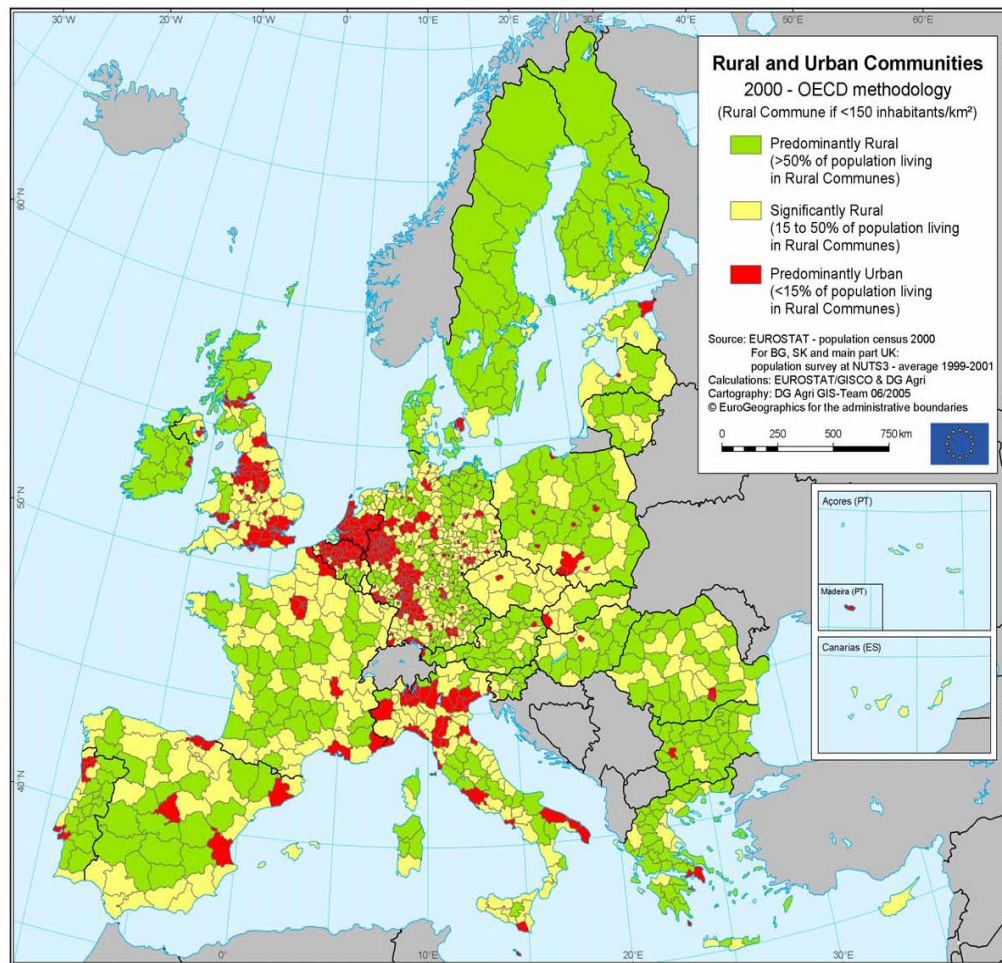 30°W
20°W
10°W
0°
10°E
20°E
30°E
40°E
60°E
Rural and Urban Communities
2000 - OECD methodology
(Rural Commune if <150 inhabitants/km²)
Predominantly Rural
(>50% of population living
in Rural Communes)
Significantly Rural
(15 to 50% of population living
in Rural Communes)
Predominantly Urban
(<15% of population living
in Rural Communes)
Source: EUROSTAT - population census 2000
For BG, SK and main part UK:
population survey at NUTS3 - average 1999-2001
Calculations: EUROSTAT/GISCO & DG Agri
Cartography: DG Agri GIS-Team 06/2005
© EuroGeographics for the administrative boundaries
0 250 500 750 km
60°N
50°N
40°N
Açores (PT)
Madeira (PT)
Canarias (ES)
0°
10°E
20°E
30°E